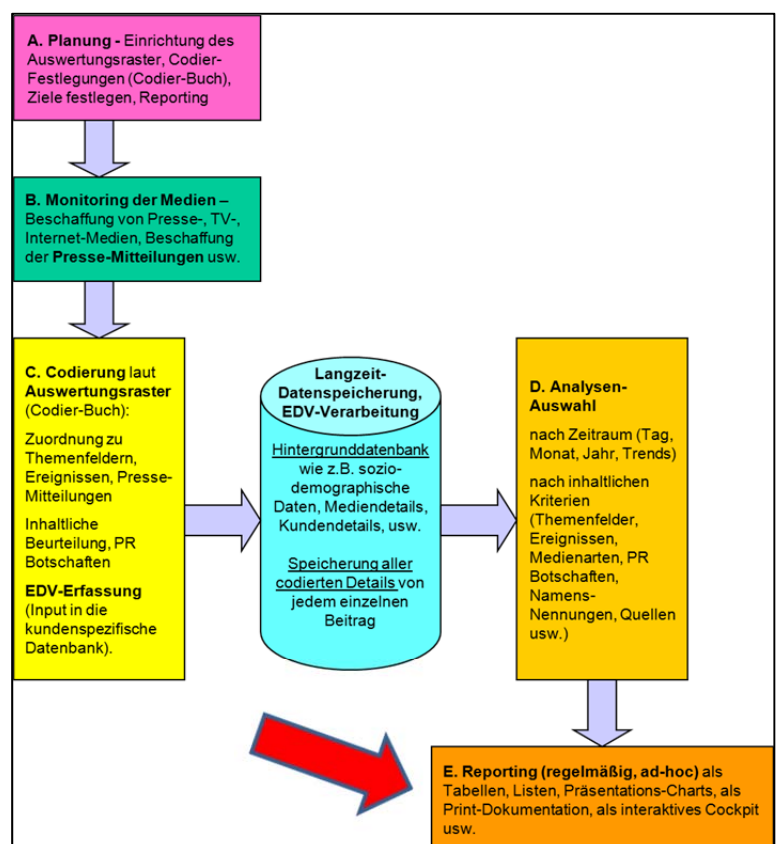 A. Planung - Einrichtung des
Auswertungsraster, Codier-
Festlegungen (Codier-Buch),
Ziele festlegen, Reporting
B. Monitoring der Medien –
Beschaffung von Presse-, TV-,
Internet-Medien, Beschaffung
der Presse-Mitteilungen usw.
C. Codierung laut
Auswertungsraster
(Codier-Buch):
Zuordnung zu
Themenfeldern,
Ereignissen, Presse-
Mitteilungen
Inhaltliche
Beurteilung, PR
Botschaften
EDV-Erfassung
(Input in die
kundenspezifische
Datenbank).
Langzeit-
Datenspeicherung,
EDV-Verarbeitung
Hintergrunddatenbank
wie z.B. sozio-
demographische
Daten, Mediendetails,
Kundendetails, usw.
Speicherung aller
codierten Details von
jedem einzelnen
Beitrag
D. Analysen-
Auswahl
nach Zeitraum (Tag,
Monat, Jahr, Trends)
nach inhaltlichen
Kriterien
(Themenfelder,
Ereignissen,
Medienarten, PR
Botschaften,
Namens-
Nennungen, Quellen
usw.)
E. Reporting (regelmäßig, ad-hoc) als
Tabellen, Listen, Präsentations-Charts, als
Print-Dokumentation, als interaktives Cockpit
usw.